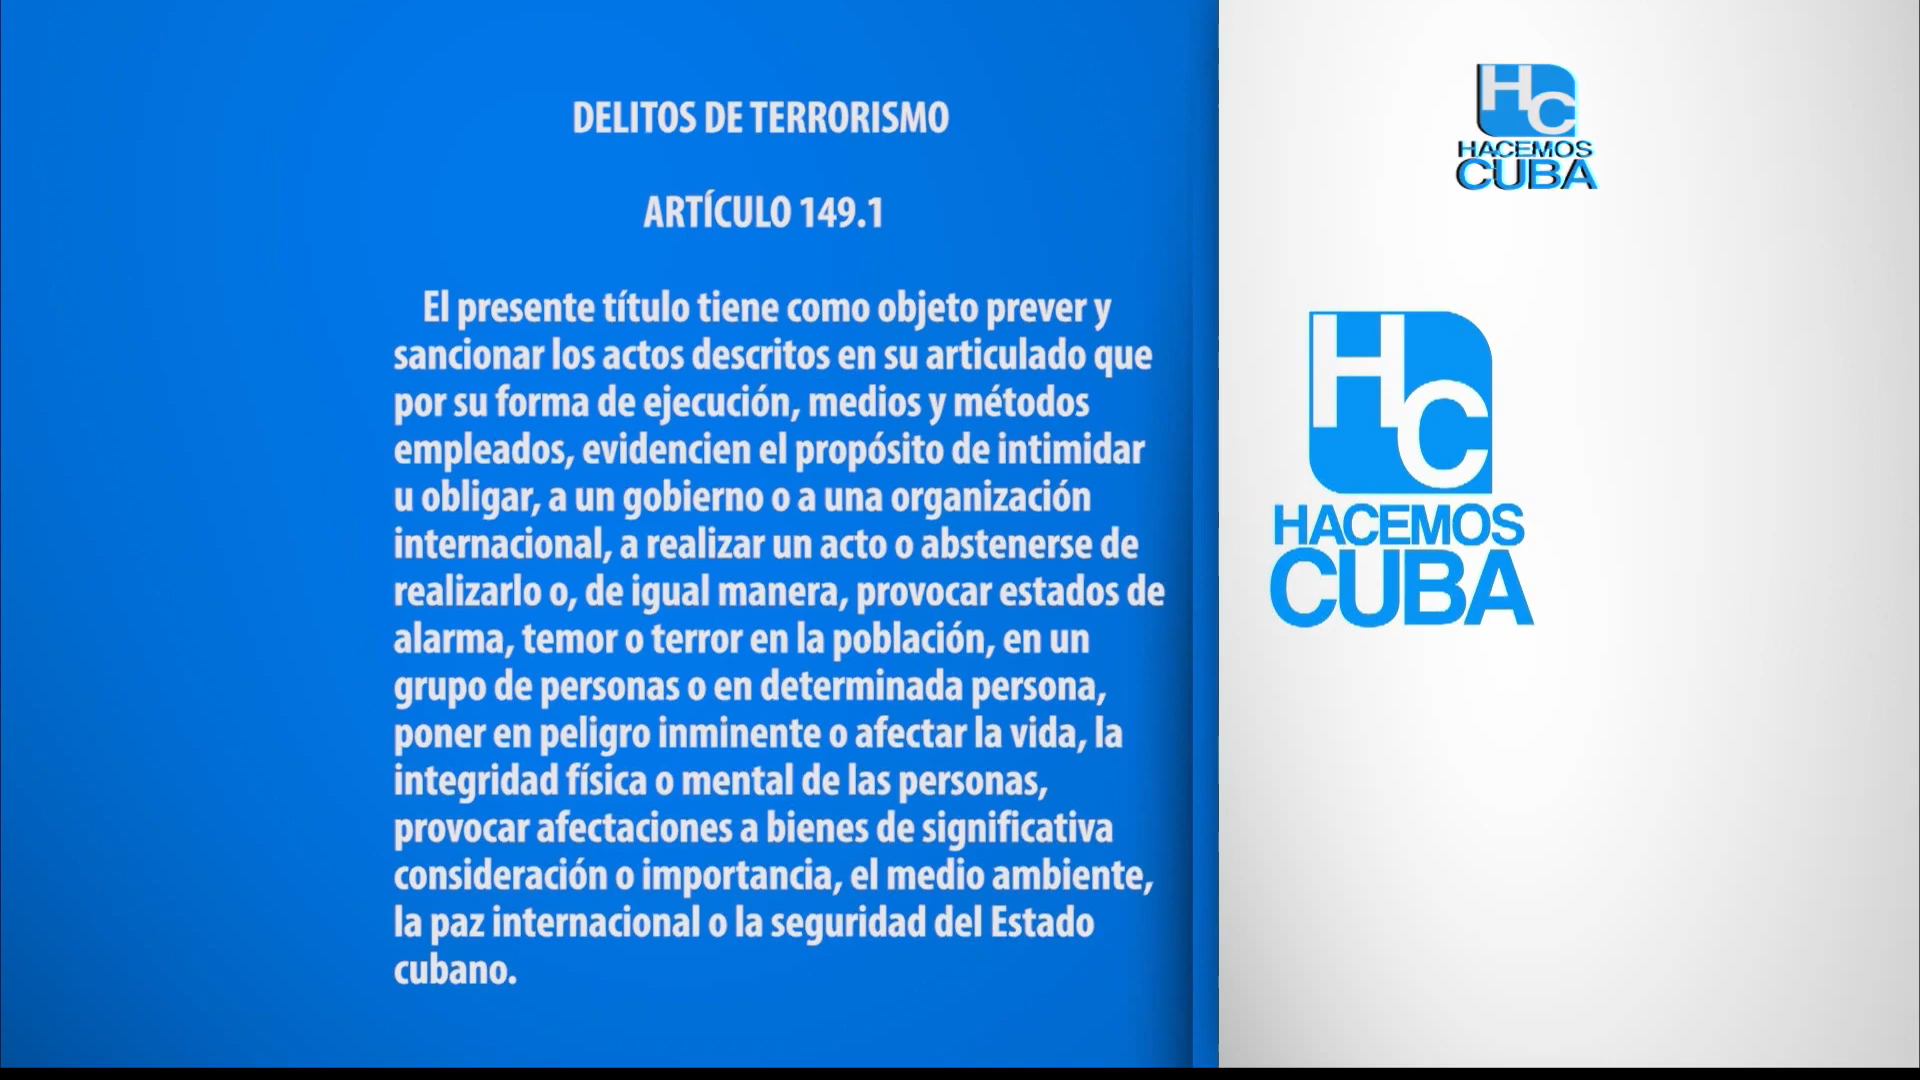 DELITOS DE TERRORISMO
ARTÍCULO 149.1
El presente título tiene como objeto prever y
sancionar los actos descritos en su articulado que
por su forma de ejecución, medios y métodos
empleados, evidencien el propósito de intimidar
u obligar, a un gobierno o a una organización
internacional, a realizar un acto o abstenerse de
realizarlo o, de igual manera, provocar estados de
alarma, temor o terror en la población, en un
grupo de personas o en determinada persona,
poner en peligro inminente o afectar la vida, la
integridad física o mental de las personas,
provocar afectaciones a bienes de significativa
consideración o importancia, el medio ambiente,
la paz internacional o la seguridad del Estado
cubano.
HC
HACEMOS
CUBA
HC
HACEMOS
CUBA